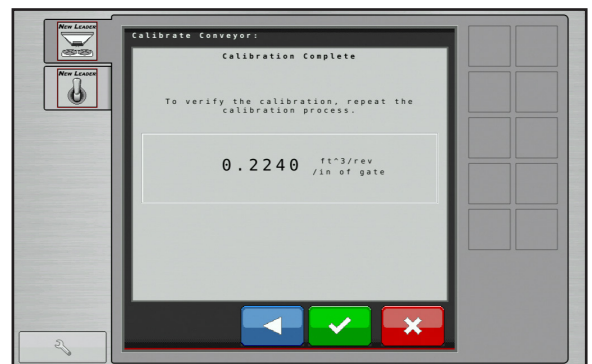 NEW LEADER
NEW LEADER
Calibrate Conveyor:
Calibration Complete
To verify the calibration, repeat the
calibration process.
0.2240 ft^3/rev
/in of gate